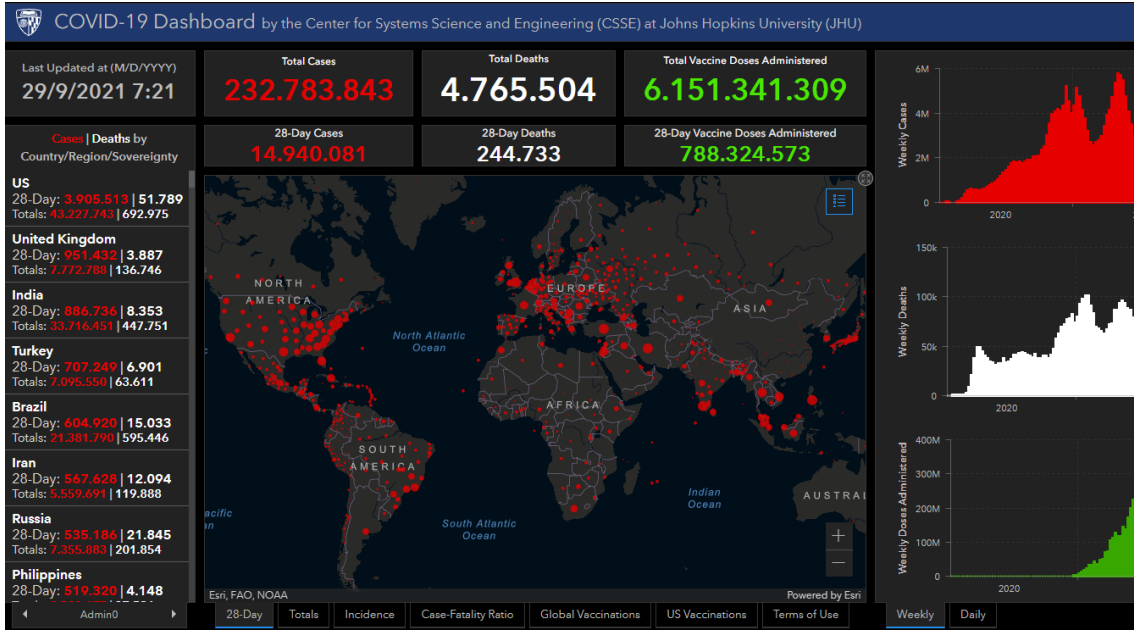 COVID-19 Dashboard by the Center for Systems Science and Engineering (CSSE) at Johns Hopkins University (JHU)
Last Updated at (M/D/YYYY)
29/9/2021 7:21
Cases | Deaths by
Country/Region/Sovereignty
US
28-Day: 3.905.513 | 51.789
Totals: 43.227.743 | 692.975
United Kingdom
28-Day: 951.432 | 3.887
Totals: 7.772.788 | 136.746
India
28-Day: 886.736 | 8.353
Totals: 33.716.451 | 447.751
Turkey
28-Day: 707.249 | 6.901
Totals: 7.095.550 | 63.611
Brazil
28-Day: 604.920 | 15.033
Totals: 21.381.790 | 595.446
Iran
28-Day: 567.628 | 12.094
Totals: 5.559.691 | 119.888
Russia
28-Day: 535.186 | 21.845
Totals: 7.355.883 | 201.854
Philippines
28-Day: 519.320 | 4.148
Admin0
Total Cases
232.783.843
Total Deaths
4.765.504
Total Vaccine Doses Administered
6.151.341.309
28-Day Cases
14.940.081
28-Day Deaths
244.733
28-Day Vaccine Doses Administered
788.324.573
NORTH
AMERICA
EUROPE
ASIA
North Atlantic
Ocean
AFRICA
SOUTH
AMERICA
Indian
Ocean
AUSTRAL
acific
South Atlantic
Ocean
Esri, FAO, NOAA
Powered by Esri
28-Day
Totals
Incidence
Case-Fatality Ratio
Global Vaccinations
US Vaccinations
Terms of Use
Weekly Cases
6M
4M
2M
0
2020
Weekly Deaths
150k
100k
50k
0
2020
Weekly Doses Administered
400M
300M
200M
100M
0
2020
Weekly
Daily